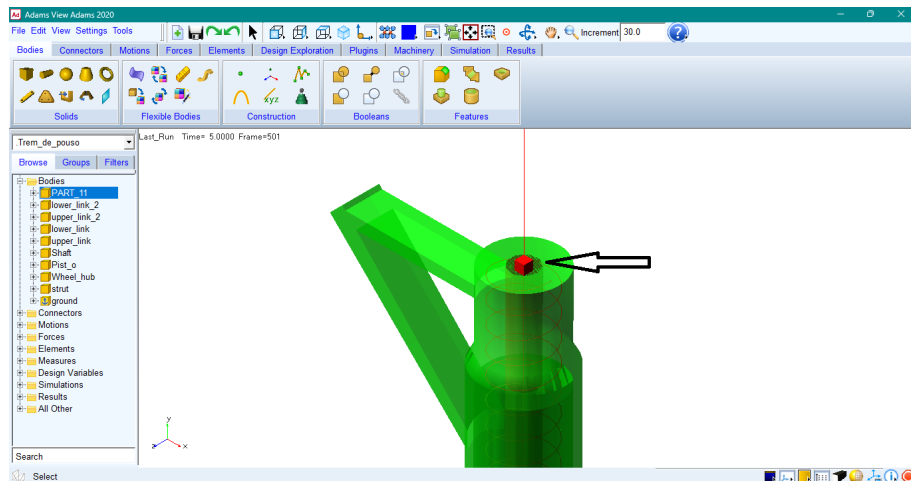 Ad Adams View Adams 2020
File Edit View Settings Tools
Increment 30.0
?
Bodies Connectors Motions Forces Elements Design Exploration Plugins Machinery Simulation Results
xyz
Solids Flexible Bodies Construction Booleans Features
.Trem_de_pouso
Last_Run Time= 5.0000 Frame=501
Browse Groups Filters
Bodies
PART_11
lower_link_2
upper_link_2
lower_link
upper_link
Shaft
Pist_o
Wheel_hub
strut
ground
Connectors
Motions
Forces
Elements
Measures
Design Variables
Simulations
Results
All Other
y
z x
Search
Select